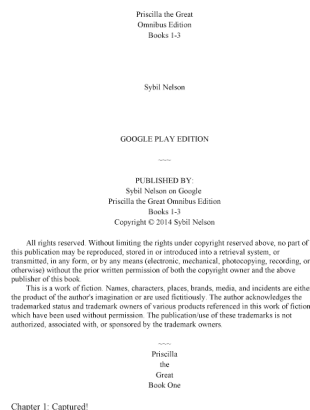 Priscilla the Great
Omnibus Edition
Books 1-3
Sybil Nelson
GOOGLE PLAY EDITION
~~~
PUBLISHED BY:
Sybil Nelson on Google
Priscilla the Great Omnibus Edition
Books 1-3
Copyright © 2014 Sybil Nelson
All rights reserved. Without limiting the rights under copyright reserved above, no part of
this publication may be reproduced, stored in or introduced into a retrieval system, or
transmitted, in any form, or by any means (electronic, mechanical, photocopying, recording, or
otherwise) without the prior written permission of both the copyright owner and the above
publisher of this book.
This is a work of fiction. Names, characters, places, brands, media, and incidents are either
the product of the author's imagination or are used fictitiously. The author acknowledges the
trademarked status and trademark owners of various products referenced in this work of fiction,
which have been used without permission. The publication/use of these trademarks is not
authorized, associated with, or sponsored by the trademark owners.
~~~
Priscilla
the
Great
Book One
Chapter 1: Captured!